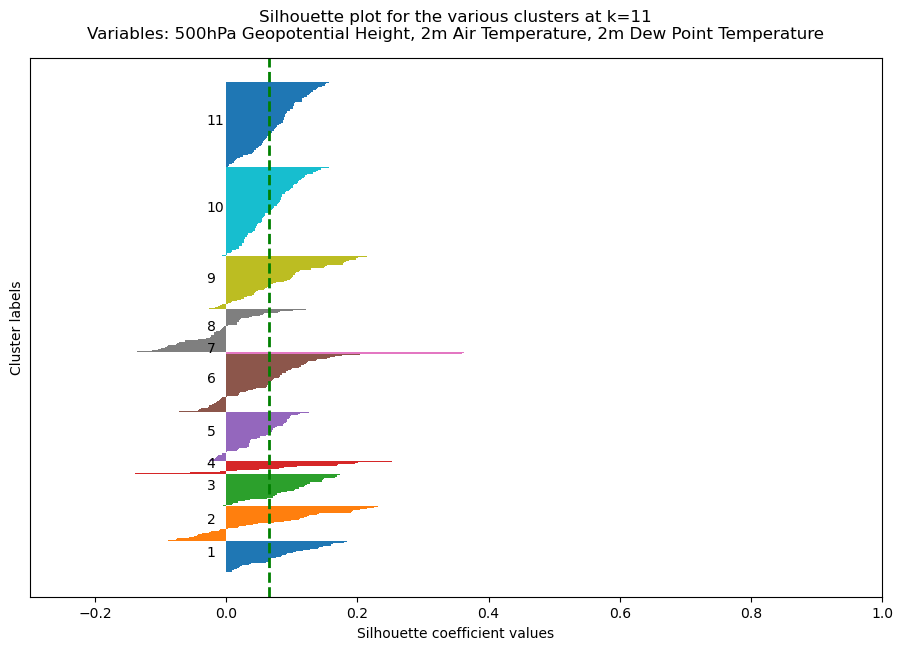 Silhouette plot for the various clusters at k=11
Variables: 500hPa Geopotential Height, 2m Air Temperature, 2m Dew Point Temperature
11
10
9
8
7
6
5
4
3
2
1
Cluster labels
−0.2 0.0 0.2 0.4 0.6 0.8 1.0
Silhouette coefficient values